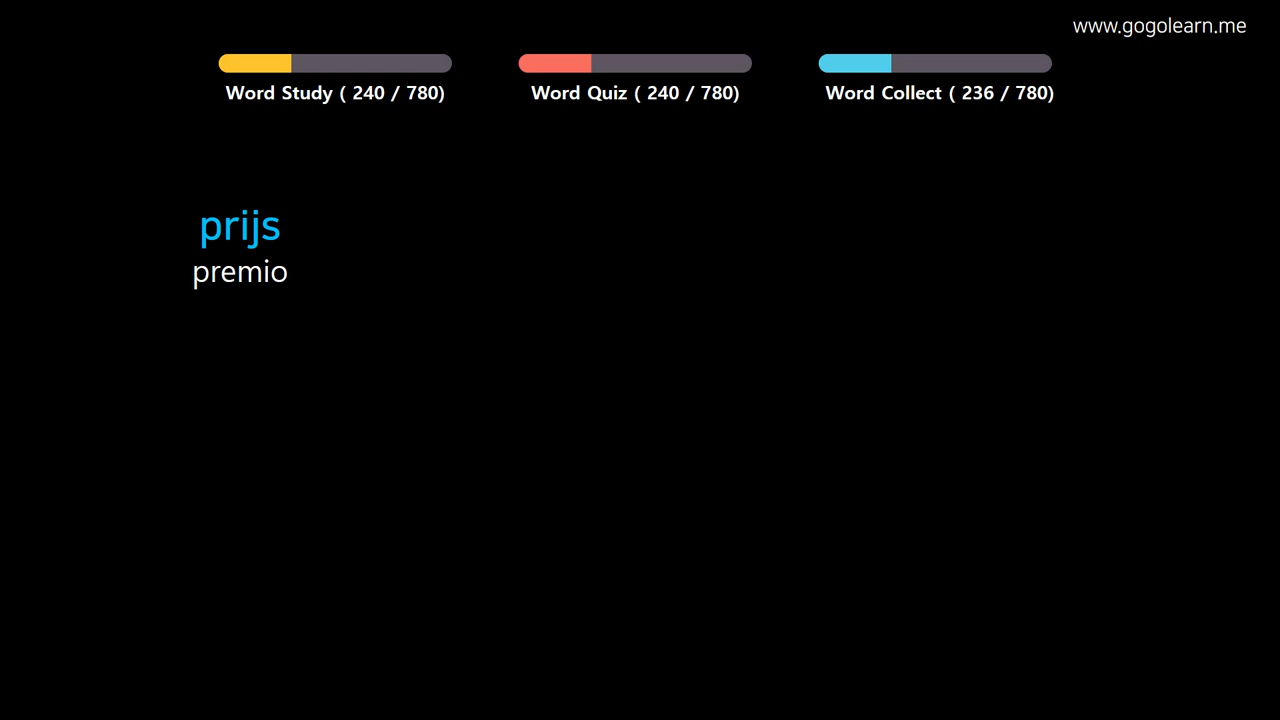 www.gogolearn.me
Word Study ( 240 / 780)
Word Quiz ( 240 / 780)
Word Collect ( 236 / 780)
prijs
premio